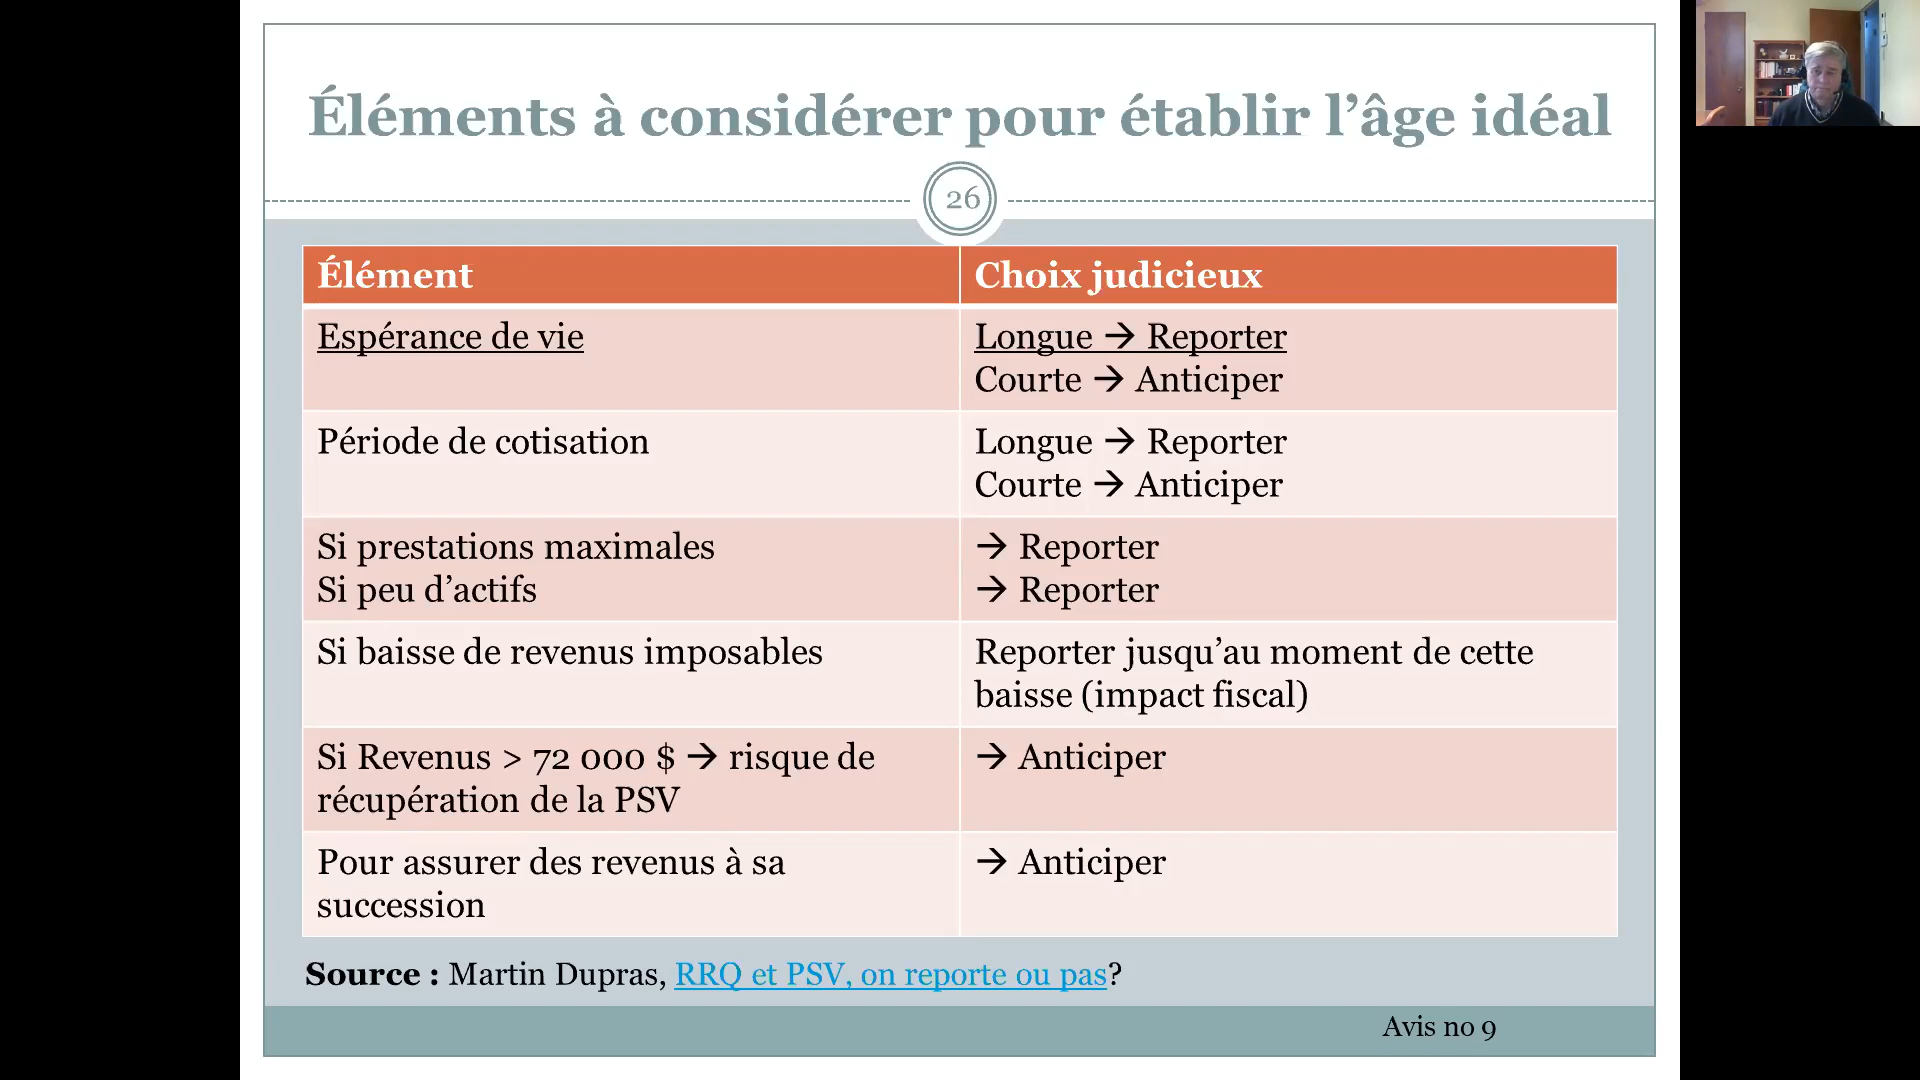 Éléments à considérer pour établir l’âge idéal
26
Élément
Choix judicieux
Espérance de vie
Longue → Reporter
Courte → Anticiper
Période de cotisation
Longue → Reporter
Courte → Anticiper
Si prestations maximales
Si peu d’actifs
→ Reporter
→ Reporter
Si baisse de revenus imposables
Reporter jusqu’au moment de cette
baisse (impact fiscal)
Si Revenus > 72 000 $ → risque de
récupération de la PSV
→ Anticiper
Pour assurer des revenus à sa
succession
→ Anticiper
Source : Martin Dupras, RRQ et PSV, on reporte ou pas?
Avis no 9